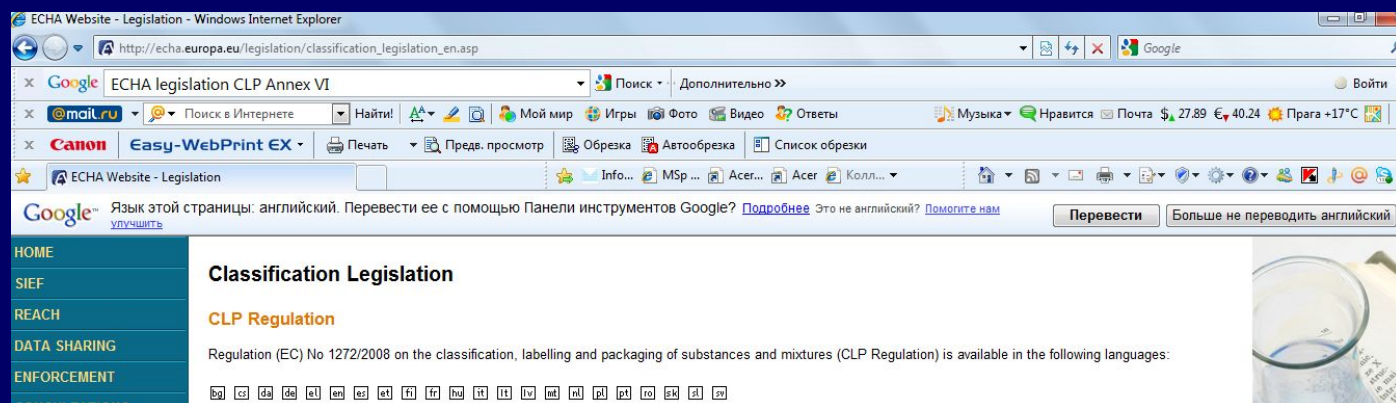 ECHA Website - Legislation - Windows Internet Explorer
http://echa.europa.eu/legislation/classification_legislation_en.asp Google
x Google ECHA legislation CLP Annex VI Поиск Дополнительно >> Войти
x @mail.ru Поиск в Интернете Найти! Мой мир Игры Фото Видео Ответы Музыка Нравится Почта $ 27.89 € 40.24 Прага +17°C
x Canon Easy-WebPrint EX Печать Предв. просмотр Обрезка Автообрезка Список обрезки
ECHA Website - Legislation Info... MSp ... Acer... Acer Колл...
Google™ Язык этой страницы: английский. Перевести ее с помощью Панели инструментов Google? Подробнее Это не английский? Помогите нам
улучшить
Перевести Больше не переводить английский
HOME
SIEF
REACH
DATA SHARING
ENFORCEMENT
Classification Legislation
CLP Regulation
Regulation (EC) No 1272/2008 on the classification, labelling and packaging of substances and mixtures (CLP Regulation) is available in the following languages:
bg cs da de el en es et fi fr hu it lt lv mt nl pl pt ro sk sl sv